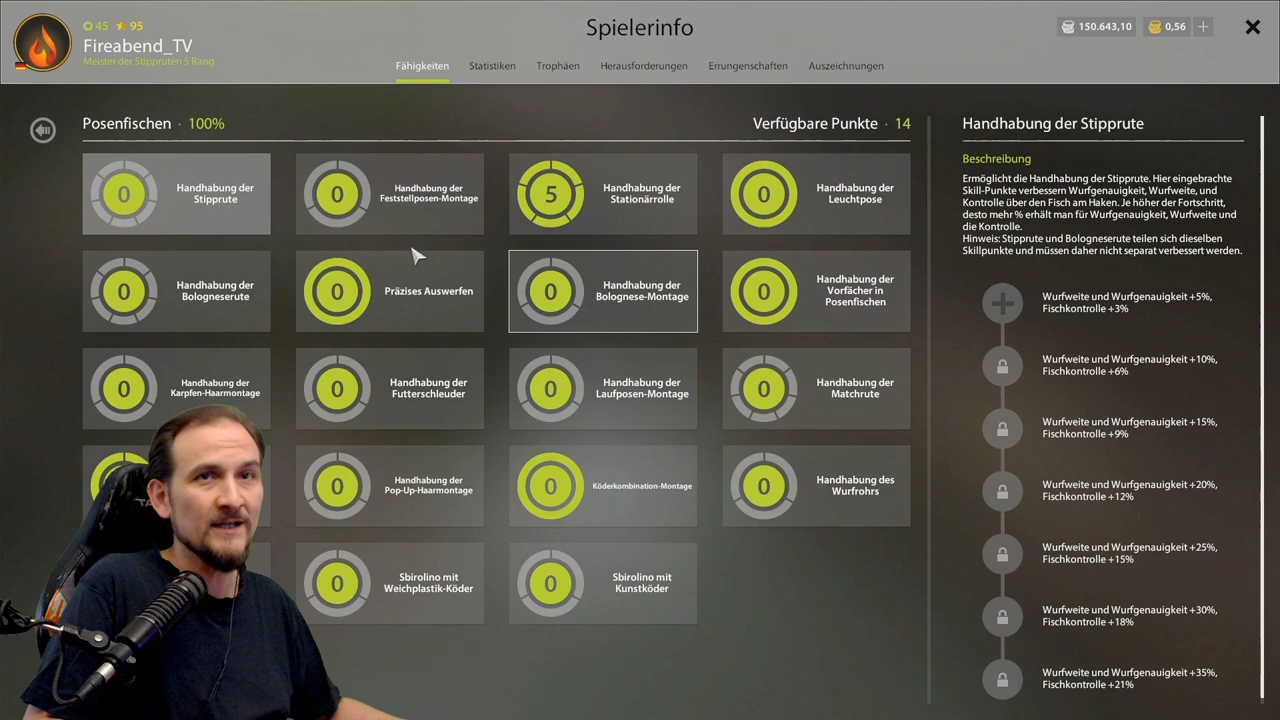 45 95
Fireabend_TV
Meister der Stippruten 5 Rang
Spielerinfo
150.643,10 0,56 +
Fähigkeiten Statistiken Trophäen Herausforderungen Errungenschaften Auszeichnungen
Posenfischen · 100%
Verfügbare Punkte · 14
0 Handhabung der
Stipprute
0 Handhabung der
Feststellposen-Montage
5 Handhabung der
Stationärrolle
0 Handhabung der
Leuchtpose
0 Handhabung der
Bologneserute
0 Präzises Auswerfen
0 Handhabung der
Bolognese-Montage
0 Handhabung der
Vorfächer in
Posenfischen
0 Handhabung der
Karpfen-Haarmontage
0 Handhabung der
Futterschleuder
0 Handhabung der
Laufposen-Montage
0 Handhabung der
Matchrute
0 Handhabung der
Pop-Up-Haarmontage
0 Köderkombination-Montage
0 Handhabung des
Wurfrohrs
0 Sbirolino mit
Weichplastik-Köder
0 Sbirolino mit
Kunstköder
Handhabung der Stipprute
Beschreibung
Ermöglicht die Handhabung der Stipprute. Hier eingebrachte
Skill-Punkte verbessern Wurfgenauigkeit, Wurfweite, und
Kontrolle über den Fisch am Haken. Je höher der Fortschritt,
desto mehr % erhält man für Wurfgenauigkeit, Wurfweite und
die Kontrolle.
Hinweis: Stipprute und Bologneserute teilen sich dieselben
Skillpunkte und müssen daher nicht separat verbessert werden.
Wurfweite und Wurfgenauigkeit +5%,
Fischkontrolle +3%
Wurfweite und Wurfgenauigkeit +10%,
Fischkontrolle +6%
Wurfweite und Wurfgenauigkeit +15%,
Fischkontrolle +9%
Wurfweite und Wurfgenauigkeit +20%,
Fischkontrolle +12%
Wurfweite und Wurfgenauigkeit +25%,
Fischkontrolle +15%
Wurfweite und Wurfgenauigkeit +30%,
Fischkontrolle +18%
Wurfweite und Wurfgenauigkeit +35%,
Fischkontrolle +21%